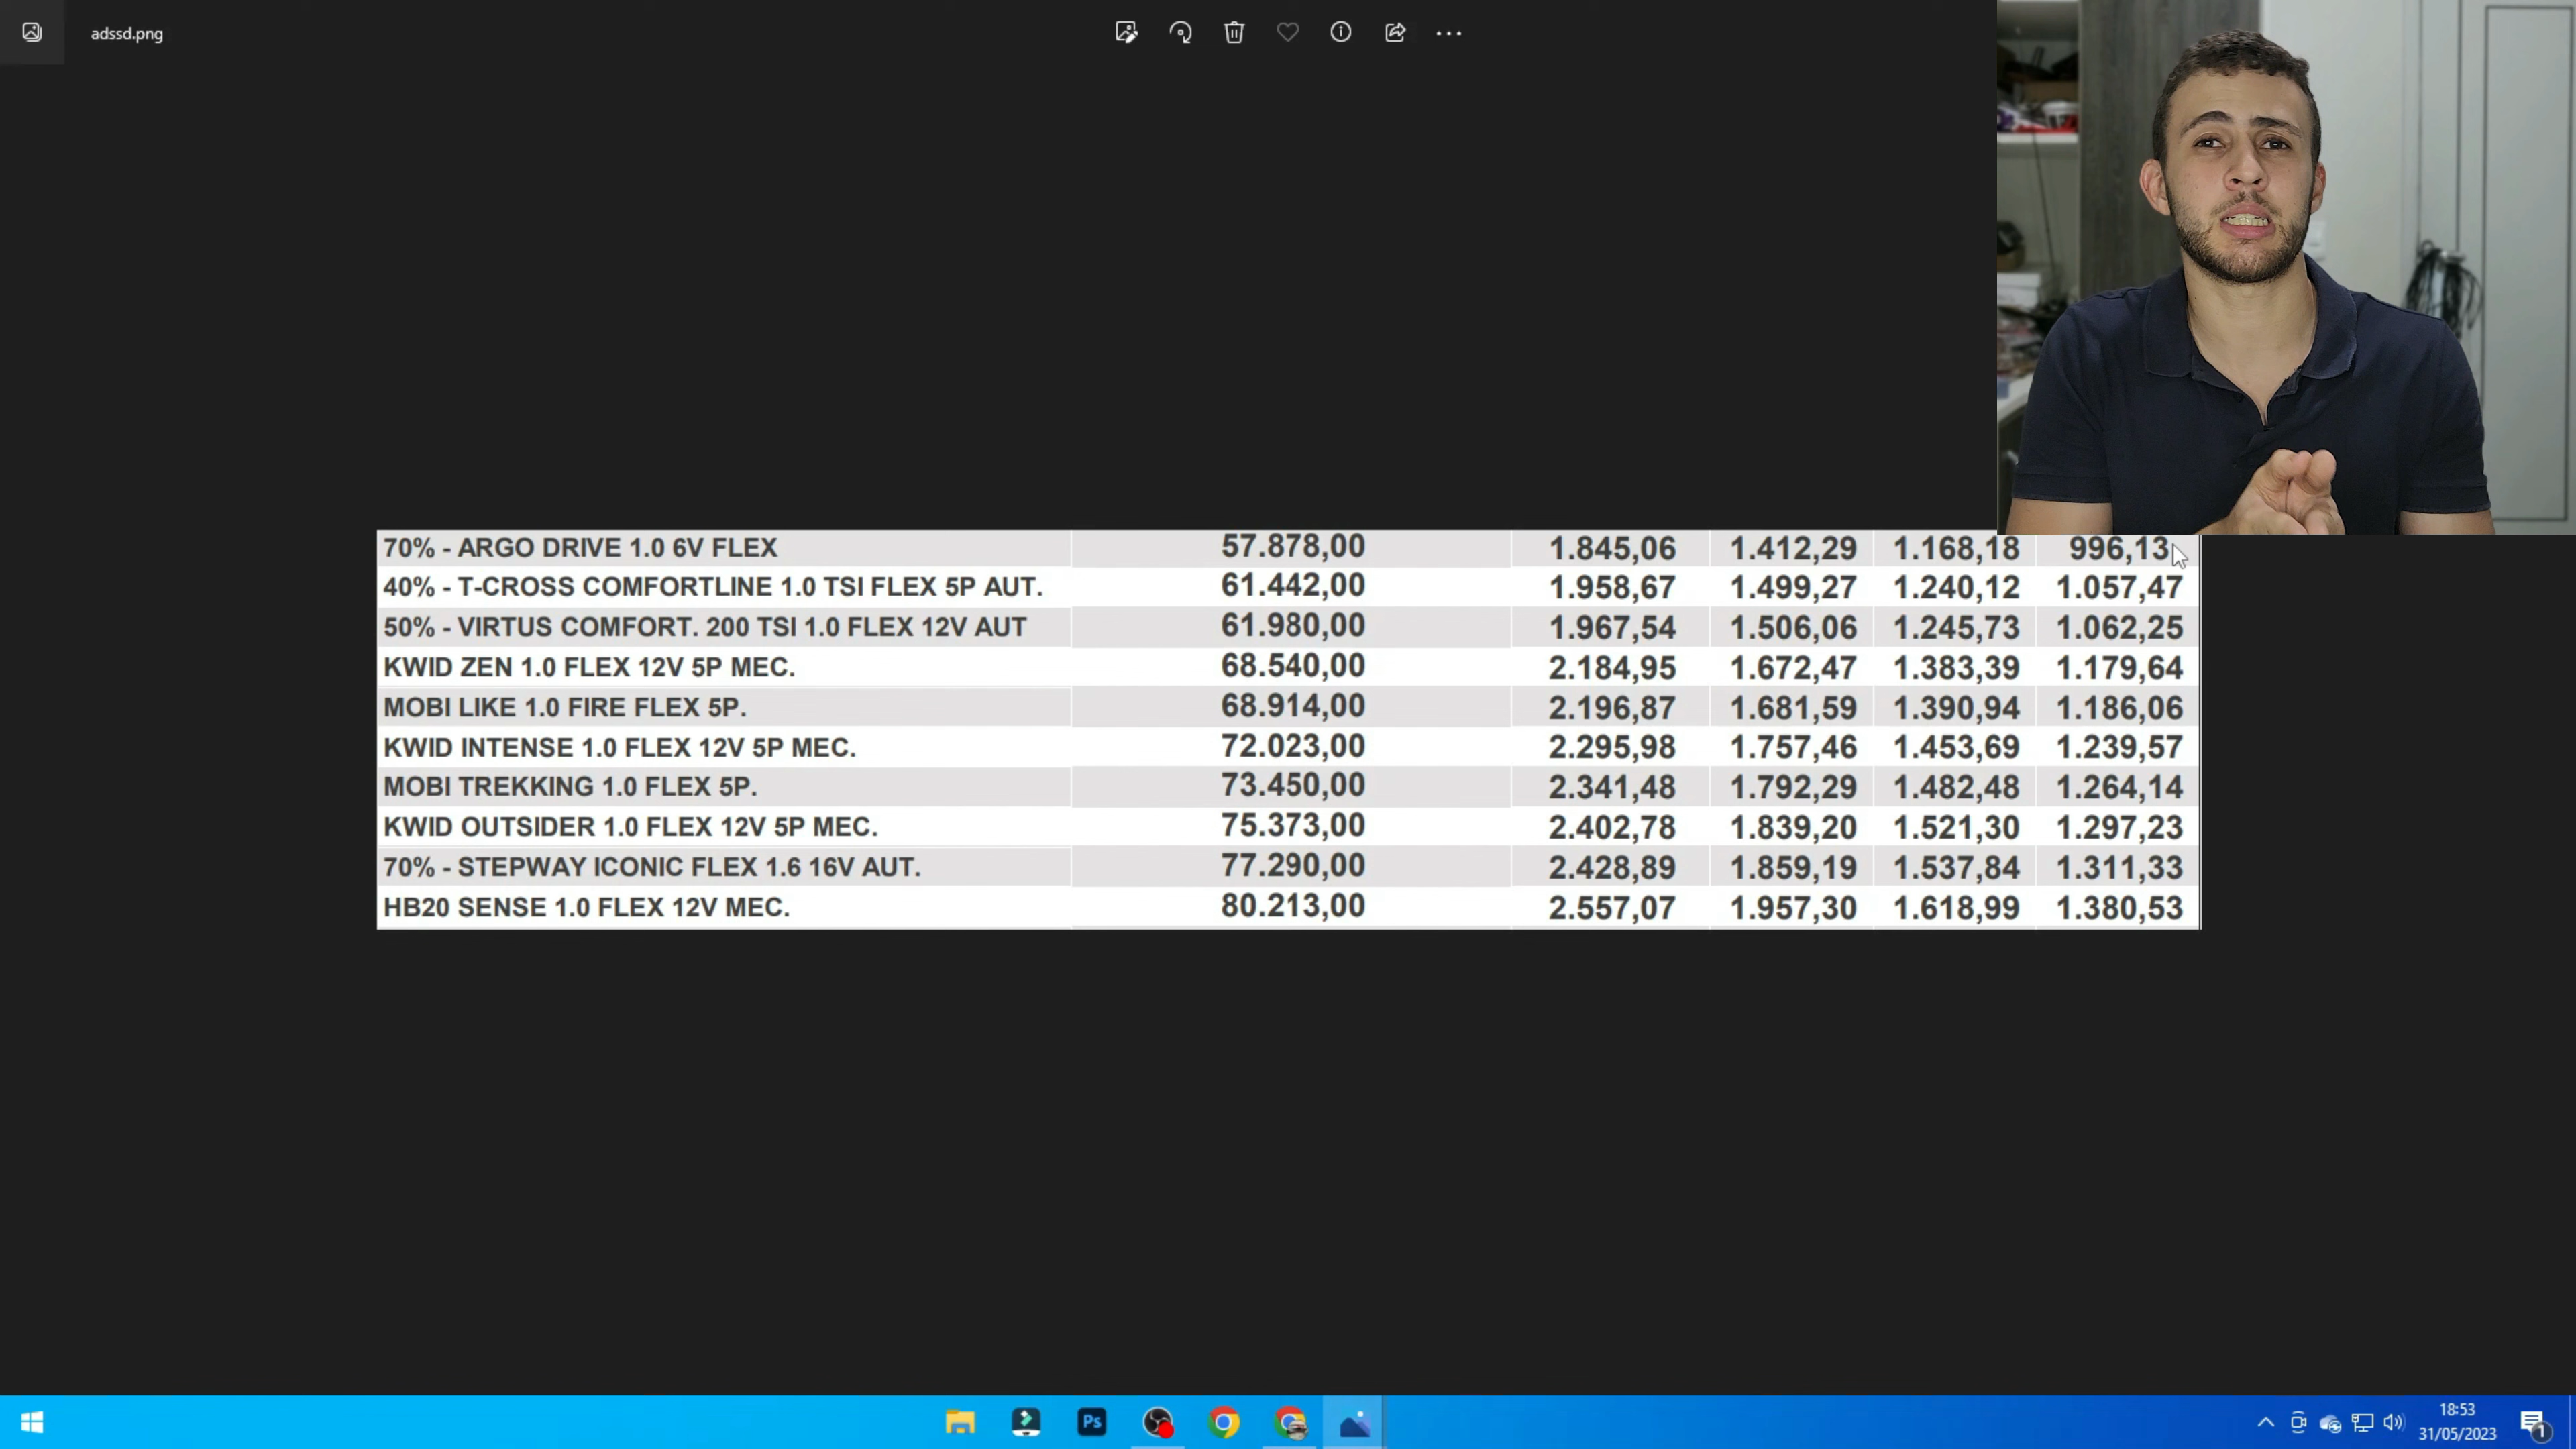 adssd.png
70% - ARGO DRIVE 1.0 6V FLEX 57.878,00 1.845,06 1.412,29 1.168,18 996,13
40% - T-CROSS COMFORTLINE 1.0 TSI FLEX 5P AUT. 61.442,00 1.958,67 1.499,27 1.240,12 1.057,47
50% - VIRTUS COMFORT. 200 TSI 1.0 FLEX 12V AUT 61.980,00 1.967,54 1.506,06 1.245,73 1.062,25
KWID ZEN 1.0 FLEX 12V 5P MEC. 68.540,00 2.184,95 1.672,47 1.383,39 1.179,64
MOBI LIKE 1.0 FIRE FLEX 5P. 68.914,00 2.196,87 1.681,59 1.390,94 1.186,06
KWID INTENSE 1.0 FLEX 12V 5P MEC. 72.023,00 2.295,98 1.757,46 1.453,69 1.239,57
MOBI TREKKING 1.0 FLEX 5P. 73.450,00 2.341,48 1.792,29 1.482,48 1.264,14
KWID OUTSIDER 1.0 FLEX 12V 5P MEC. 75.373,00 2.402,78 1.839,20 1.521,30 1.297,23
70% - STEPWAY ICONIC FLEX 1.6 16V AUT. 77.290,00 2.428,89 1.859,19 1.537,84 1.311,33
HB20 SENSE 1.0 FLEX 12V MEC. 80.213,00 2.557,07 1.957,30 1.618,99 1.380,53
Ps
18:53
31/05/2023
1